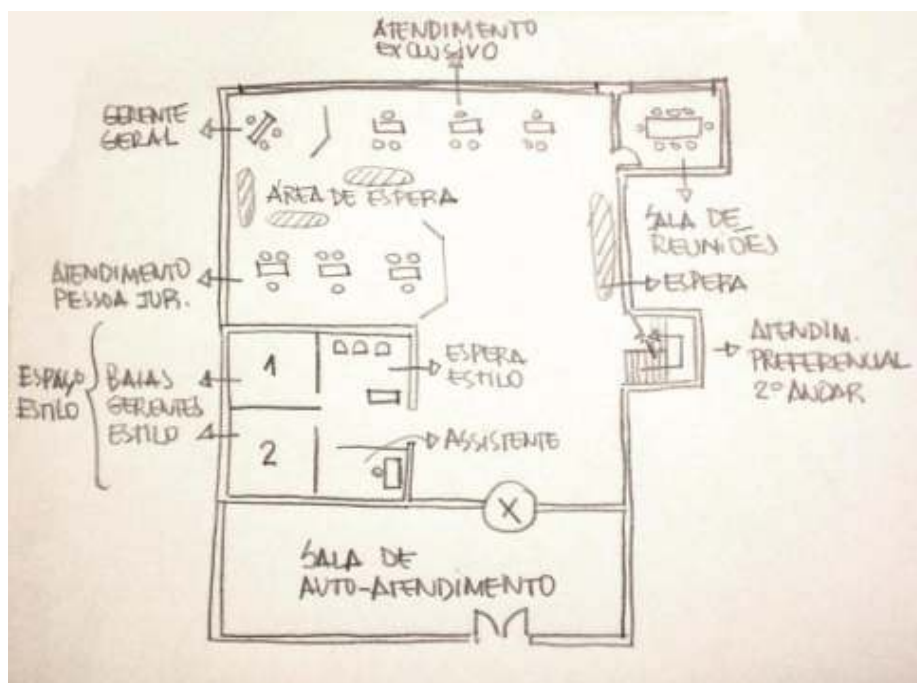 ATENDIMENTO
EXCLUSIVO
GERENTE
GERAL
ÁREA DE ESPERA
SALA DE
REUNIÕES
ATENDIMENTO
PESSOA JUR.
ESPERA
1
ESPERA
ESTILO
ATENDIM.
PREFERENCIAL
2º ANDAR
ESPAÇO
ESTILO
BAIAS
GERENTES
ESTILO
2
ASSISTENTE
X
SALA DE
AUTO-ATENDIMENTO